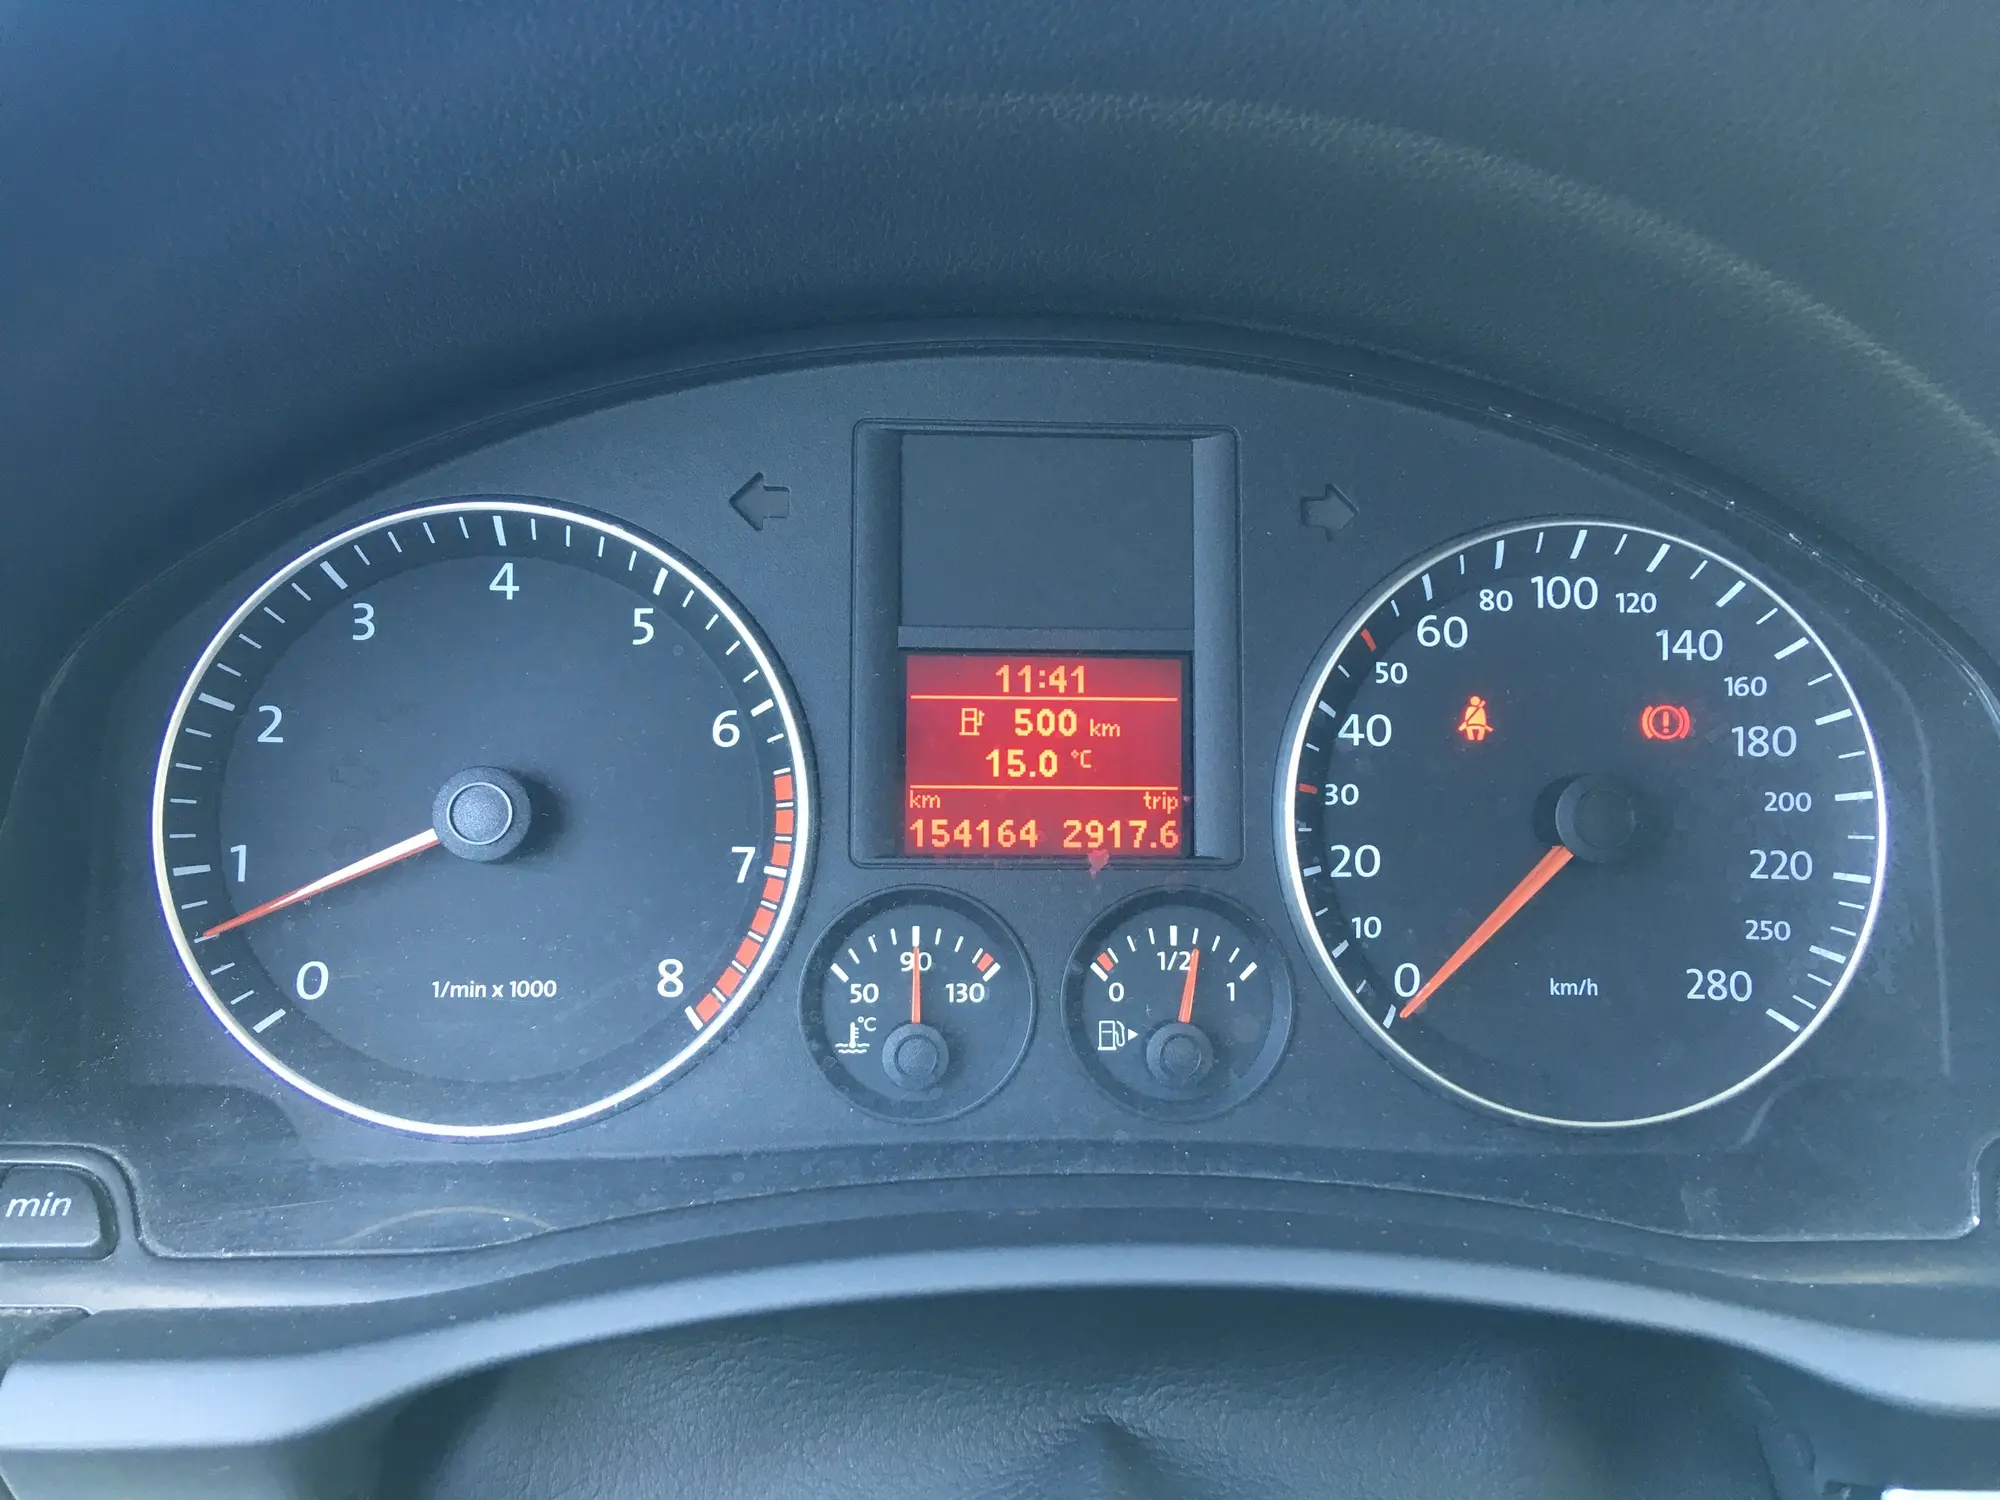 11:41
500 km
15.0 °C
km trip
154164 2917.6
0 1 2 3 4 5 6 7 8
1/min x 1000
50 90 130
°C
0 1/2 1
0 10 20 30 40 50 60 80 100 120 140 160 180 200 220 250 280
km/h
min